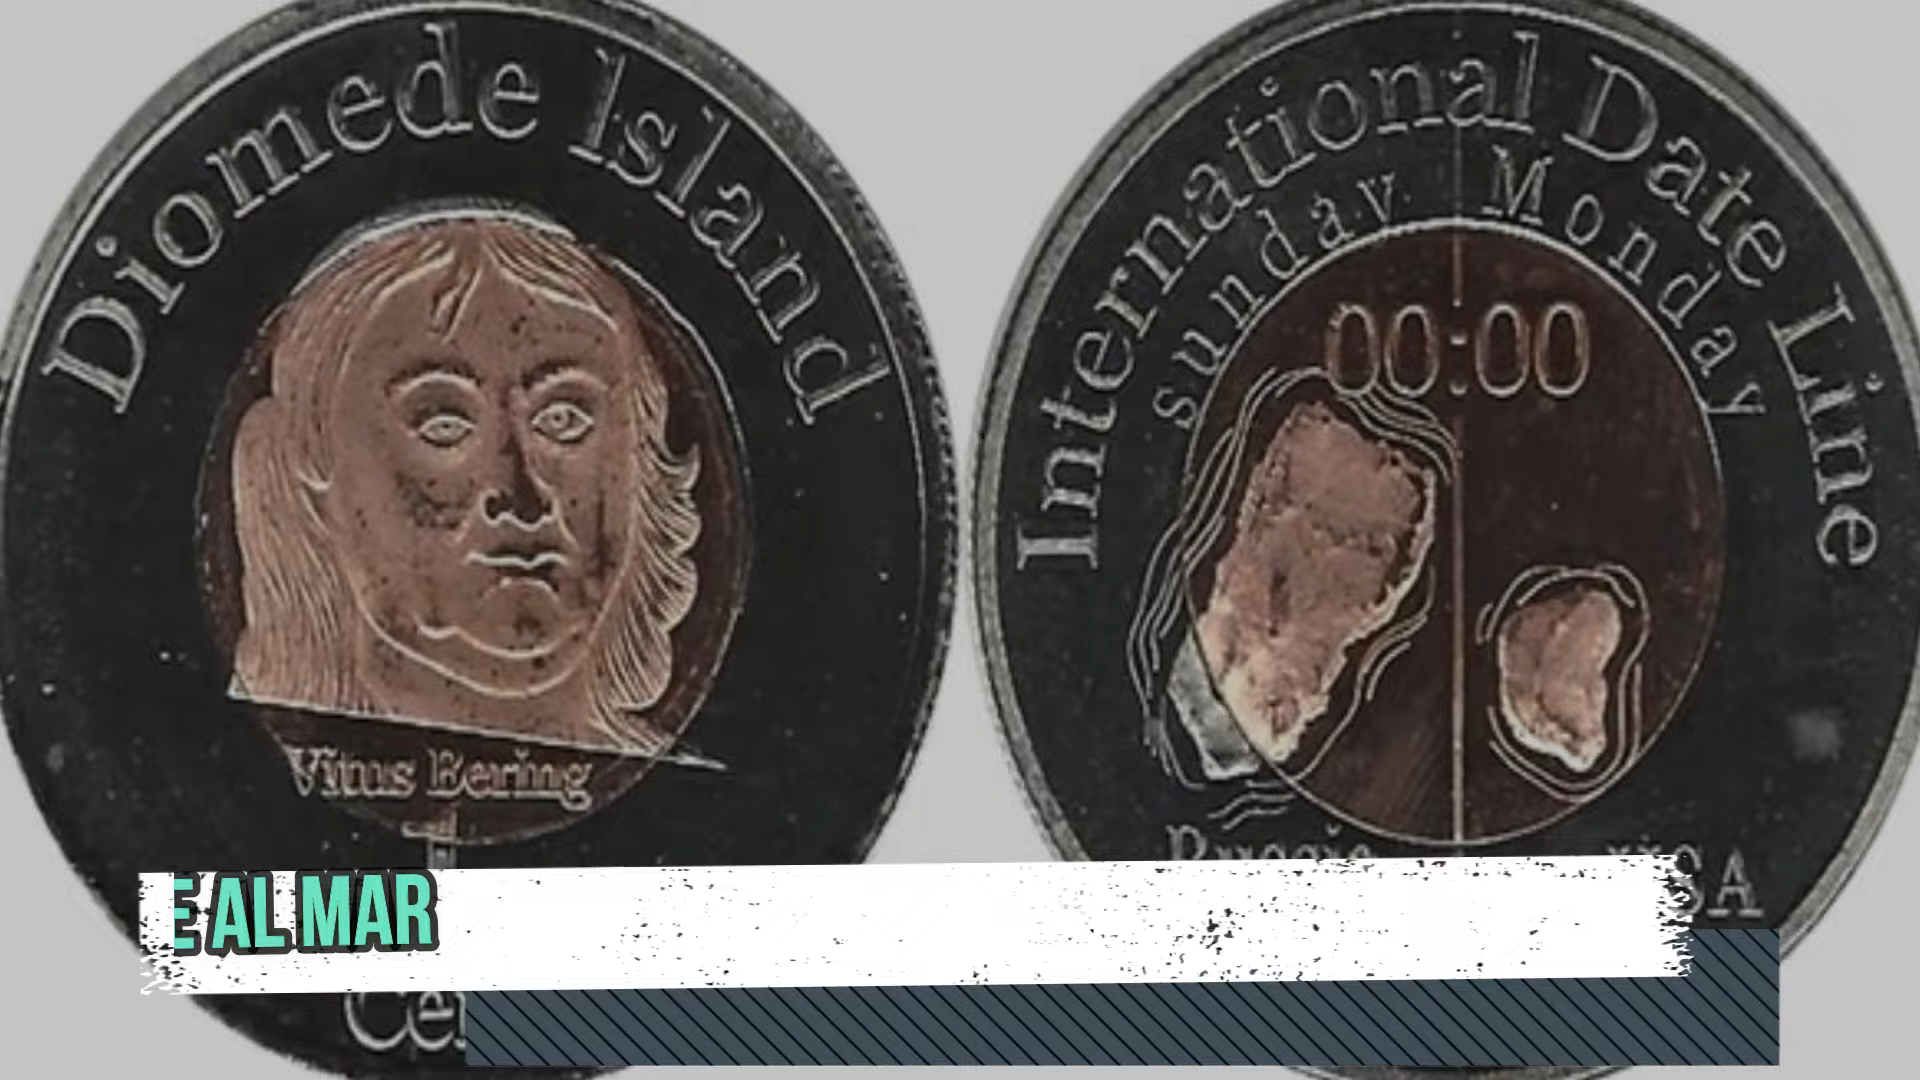 Diomede Island
Vitus Bering
International Date Line
Sunday Monday
00:00
E AL MAR